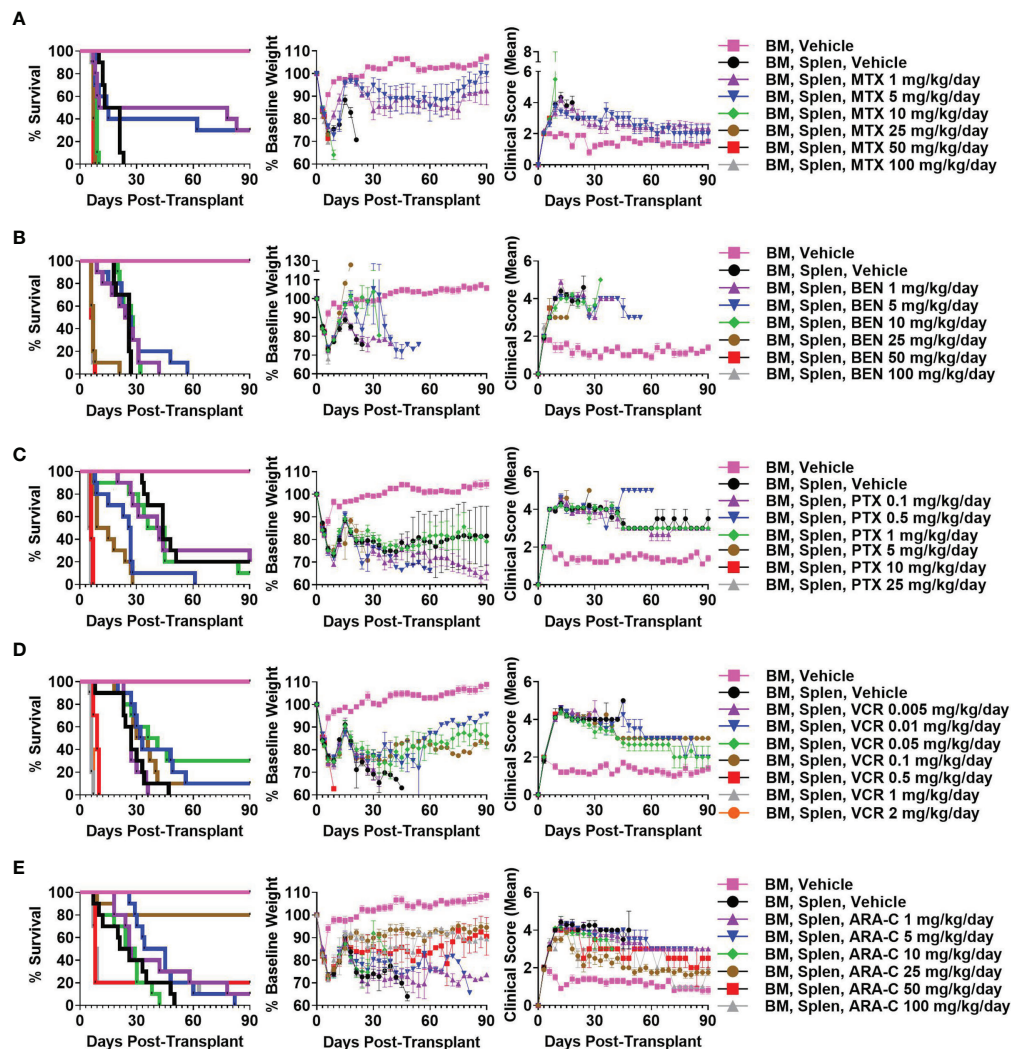 A
% Survival
100
80
60
40
20
0
0 30 60 90
Days Post-Transplant
% Baseline Weight
110
100
90
80
70
60
0 30 60 90
Days Post-Transplant
Clinical Score (Mean)
8
6
4
2
0
0 30 60 90
Days Post-Transplant
BM, Vehicle
BM, Splen, Vehicle
BM, Splen, MTX 1 mg/kg/day
BM, Splen, MTX 5 mg/kg/day
BM, Splen, MTX 10 mg/kg/day
BM, Splen, MTX 25 mg/kg/day
BM, Splen, MTX 50 mg/kg/day
BM, Splen, MTX 100 mg/kg/day
B
% Survival
100
80
60
40
20
0
0 30 60 90
Days Post-Transplant
% Baseline Weight
130
110
100
90
80
70
60
0 30 60 90
Days Post-Transplant
Clinical Score (Mean)
6
4
2
0
0 30 60 90
Days Post-Transplant
BM, Vehicle
BM, Splen, Vehicle
BM, Splen, BEN 1 mg/kg/day
BM, Splen, BEN 5 mg/kg/day
BM, Splen, BEN 10 mg/kg/day
BM, Splen, BEN 25 mg/kg/day
BM, Splen, BEN 50 mg/kg/day
BM, Splen, BEN 100 mg/kg/day
C
% Survival
100
80
60
40
20
0
0 30 60 90
Days Post-Transplant
% Baseline Weight
110
100
90
80
70
60
0 30 60 90
Days Post-Transplant
Clinical Score (Mean)
6
4
2
0
0 30 60 90
Days Post-Transplant
BM, Vehicle
BM, Splen, Vehicle
BM, Splen, PTX 0.1 mg/kg/day
BM, Splen, PTX 0.5 mg/kg/day
BM, Splen, PTX 1 mg/kg/day
BM, Splen, PTX 5 mg/kg/day
BM, Splen, PTX 10 mg/kg/day
BM, Splen, PTX 25 mg/kg/day
D
% Survival
100
80
60
40
20
0
0 30 60 90
Days Post-Transplant
% Baseline Weight
110
100
90
80
70
60
0 30 60 90
Days Post-Transplant
Clinical Score (Mean)
6
4
2
0
0 30 60 90
Days Post-Transplant
BM, Vehicle
BM, Splen, Vehicle
BM, Splen, VCR 0.005 mg/kg/day
BM, Splen, VCR 0.01 mg/kg/day
BM, Splen, VCR 0.05 mg/kg/day
BM, Splen, VCR 0.1 mg/kg/day
BM, Splen, VCR 0.5 mg/kg/day
BM, Splen, VCR 1 mg/kg/day
BM, Splen, VCR 2 mg/kg/day
E
% Survival
100
80
60
40
20
0
0 30 60 90
Days Post-Transplant
% Baseline Weight
110
100
90
80
70
60
0 30 60 90
Days Post-Transplant
Clinical Score (Mean)
6
4
2
0
0 30 60 90
Days Post-Transplant
BM, Vehicle
BM, Splen, Vehicle
BM, Splen, ARA-C 1 mg/kg/day
BM, Splen, ARA-C 5 mg/kg/day
BM, Splen, ARA-C 10 mg/kg/day
BM, Splen, ARA-C 25 mg/kg/day
BM, Splen, ARA-C 50 mg/kg/day
BM, Splen, ARA-C 100 mg/kg/day